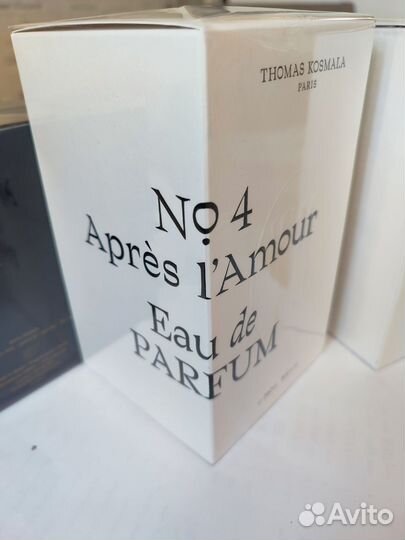 THOMAS KOSMALA
PARIS
No 4
Après l'Amour
Eau de
PARFUM
Avito